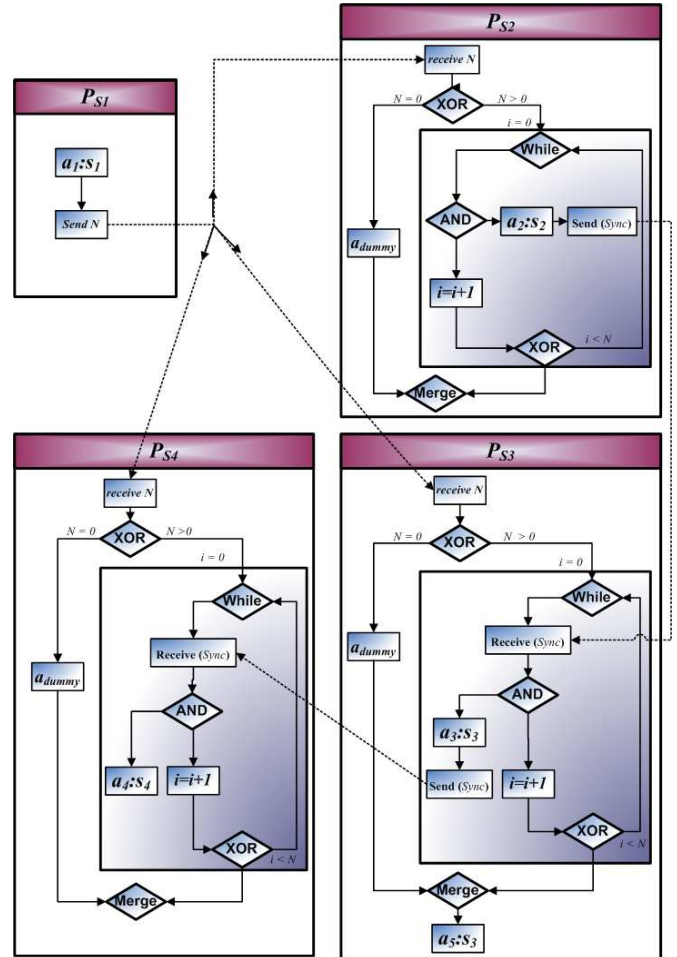 P_S1
a_1:s_1
Send N
P_S2
receive N
N = 0
XOR
N > 0
i = 0
While
AND
a_2:s_2
Send (Sync)
a_dummy
i=i+1
XOR
i < N
Merge
P_S4
receive N
N = 0
XOR
N >0
i = 0
While
Receive (Sync)
a_dummy
AND
a_4:s_4
i=i+1
XOR
i < N
Merge
P_S3
receive N
N = 0
XOR
N > 0
i = 0
While
Receive (Sync)
a_dummy
AND
a_3:s_3
Send (Sync)
i=i+1
XOR
i < N
Merge
a_5:s_3